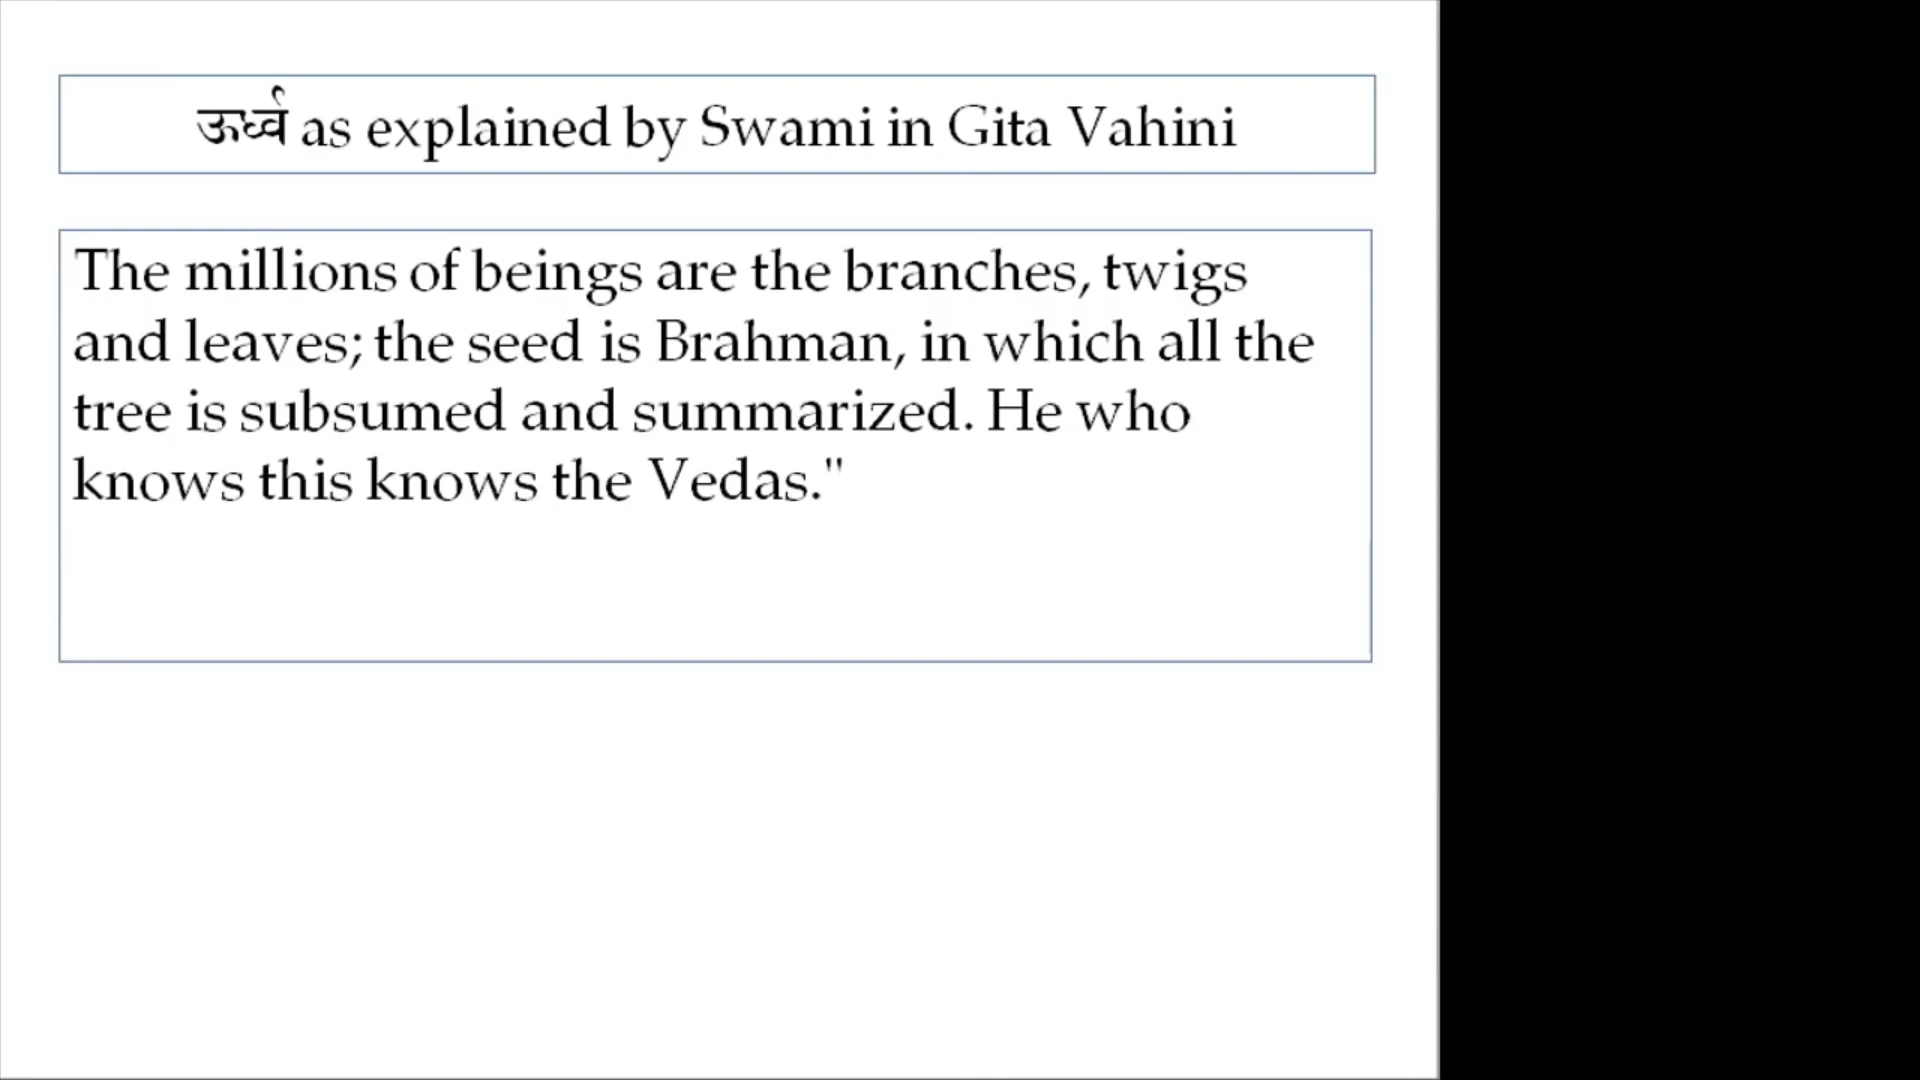 ऊर्ध्व as explained by Swami in Gita Vahini
The millions of beings are the branches, twigs
and leaves; the seed is Brahman, in which all the
tree is subsumed and summarized. He who
knows this knows the Vedas."